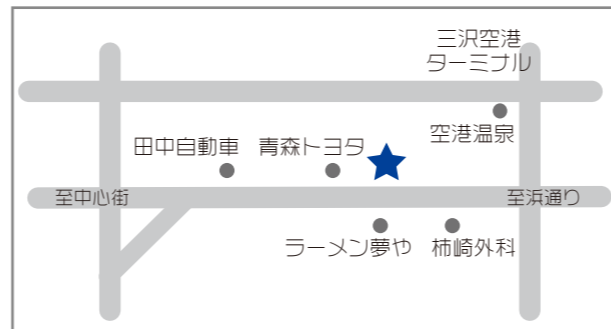 三沢空港
ターミナル
空港温泉
田中自動車
青森トヨタ
至中心街
至浜通り
ラーメン夢や
柿崎外科